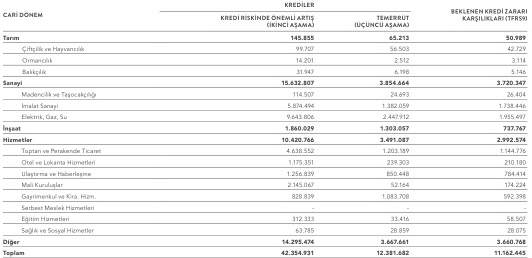 KREDİLER
CARİ DÖNEM
KREDİ RİSKİNDE ÖNEMLİ ARTIŞ (İKİNCİ AŞAMA) TEMERRÜT (ÜÇÜNCÜ AŞAMA) BEKLENEN KREDİ ZARARI KARŞILIKLARI (TFRS9)
Tarım 145.855 65.213 50.989
Çiftçilik ve Hayvancılık 99.707 56.503 42.729
Ormancılık 14.201 2.512 3.114
Balıkçılık 31.947 6.198 5.146
Sanayi 15.632.807 3.854.664 3.720.347
Madencilik ve Taşocakçılığı 114.507 24.693 26.404
İmalat Sanayi 5.874.494 1.382.059 1.738.446
Elektrik, Gaz, Su 9.643.806 2.447.912 1.955.497
İnşaat 1.860.029 1.303.057 737.767
Hizmetler 10.420.766 3.491.087 2.992.574
Toptan ve Perakende Ticaret 4.638.552 1.203.189 1.144.776
Otel ve Lokanta Hizmetleri 1.175.351 239.303 210.180
Ulaştırma ve Haberleşme 1.256.839 850.448 784.414
Mali Kuruluşlar 2.145.067 52.164 174.224
Gayrimenkul ve Kira. Hizm. 828.839 1.083.708 592.398
Serbest Meslek Hizmetleri - - -
Eğitim Hizmetleri 312.333 33.416 58.507
Sağlık ve Sosyal Hizmetler 63.785 28.859 28.075
Diğer 14.295.474 3.667.661 3.660.768
Toplam 42.354.931 12.381.682 11.162.445